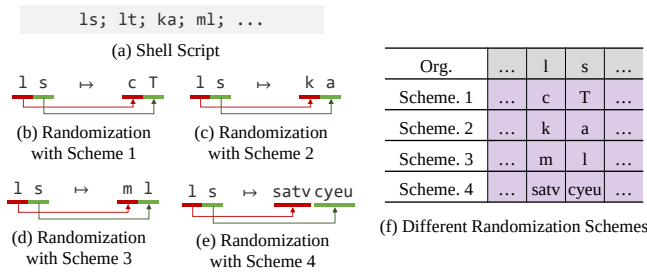 ls; lt; ka; ml; ...
(a) Shell Script
l s ↦ c T
(b) Randomization
with Scheme 1
l s ↦ k a
(c) Randomization
with Scheme 2
l s ↦ m l
(d) Randomization
with Scheme 3
l s ↦ satv cyeu
(e) Randomization
with Scheme 4
Org. ... l s ...
Scheme. 1 ... c T ...
Scheme. 2 ... k a ...
Scheme. 3 ... m l ...
Scheme. 4 ... satv cyeu ...
(f) Different Randomization Schemes